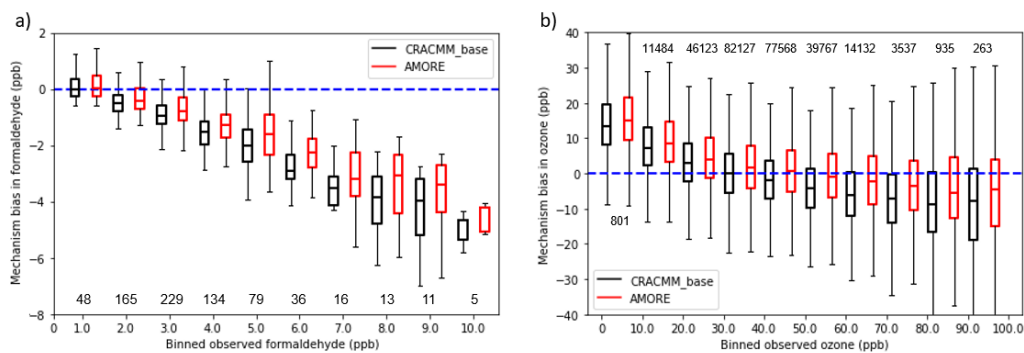 a)
Mechanism bias in formaldehyde (ppb)
2
0
−2
−4
−6
−8
CRACMM_base
AMORE
48 165 229 134 79 36 16 13 11 5
0 1.0 2.0 3.0 4.0 5.0 6.0 7.0 8.0 9.0 10.0
Binned observed formaldehyde (ppb)
b)
Mechanism bias in ozone (ppb)
40
30
20
10
0
−10
−20
−30
−40
11484 46123 82127 77568 39767 14132 3537 935 263
801
CRACMM_base
AMORE
0 10.0 20.0 30.0 40.0 50.0 60.0 70.0 80.0 90.0 100.0
Binned observed ozone (ppb)